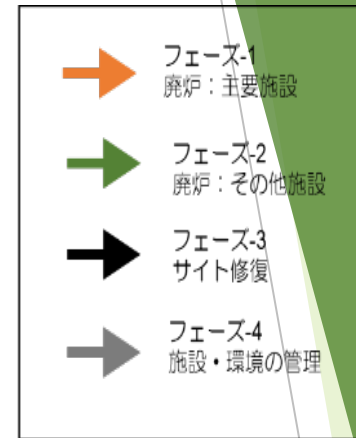 フェーズ-1
廃炉：主要施設
フェーズ-2
廃炉：その他施設
フェーズ-3
サイト修復
フェーズ-4
施設・環境の管理